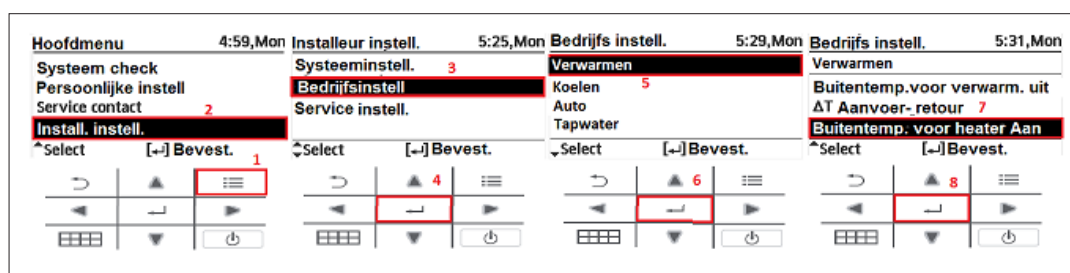 Hoofdmenu 4:59,Mon
Systeem check
Persoonlijke instell
Service contact
2
Install. instell.
Select [↵] Bevest.
1
Installeur instell. 5:25,Mon
Systeeminstell. 3
Bedrijfsinstell
Service instell.
Select [↵] Bevest.
4
Bedrijfs instell. 5:29,Mon
Verwarmen
Koelen 5
Auto
Tapwater
Select [↵] Bevest.
6
Bedrijfs instell. 5:31,Mon
Verwarmen
Buitentemp.voor verwarm. uit
ΔT Aanvoer- retour 7
Buitentemp. voor heater Aan
Select [↵] Bevest.
8